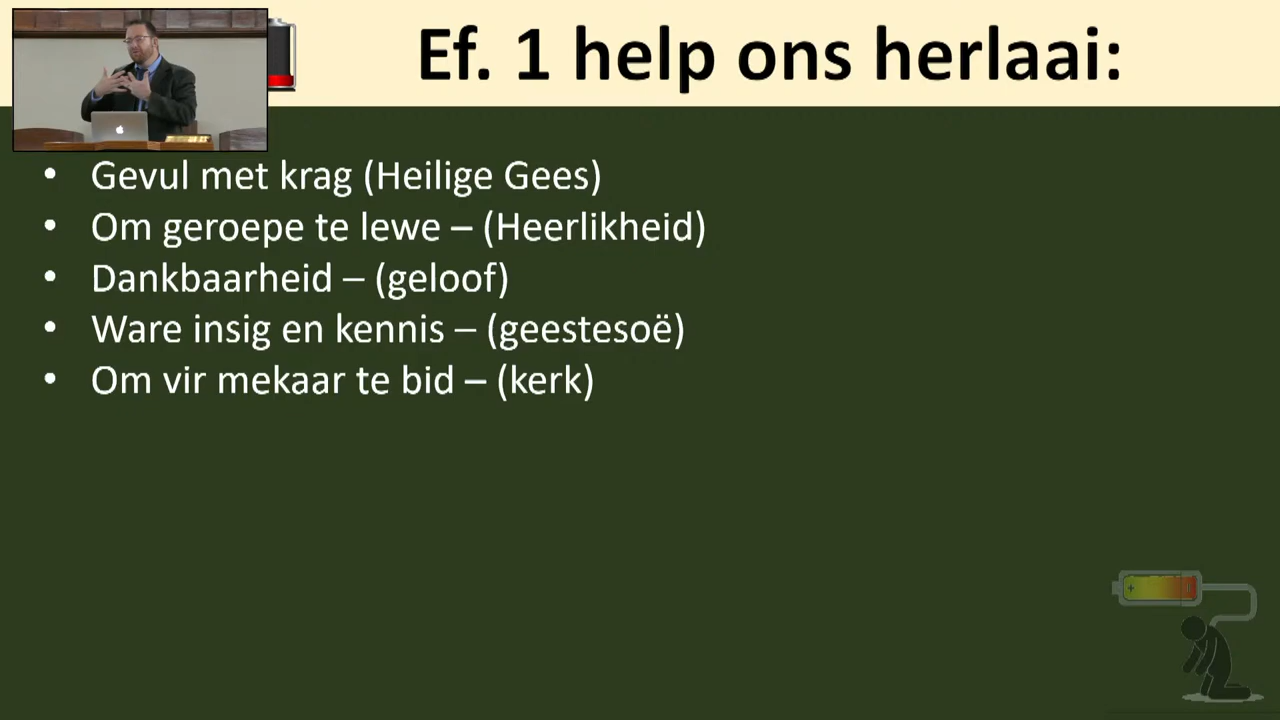 Ef. 1 help ons herlaai:
• Gevul met krag (Heilige Gees)
• Om geroepe te lewe – (Heerlikheid)
• Dankbaarheid – (geloof)
• Ware insig en kennis – (geestesoë)
• Om vir mekaar te bid – (kerk)